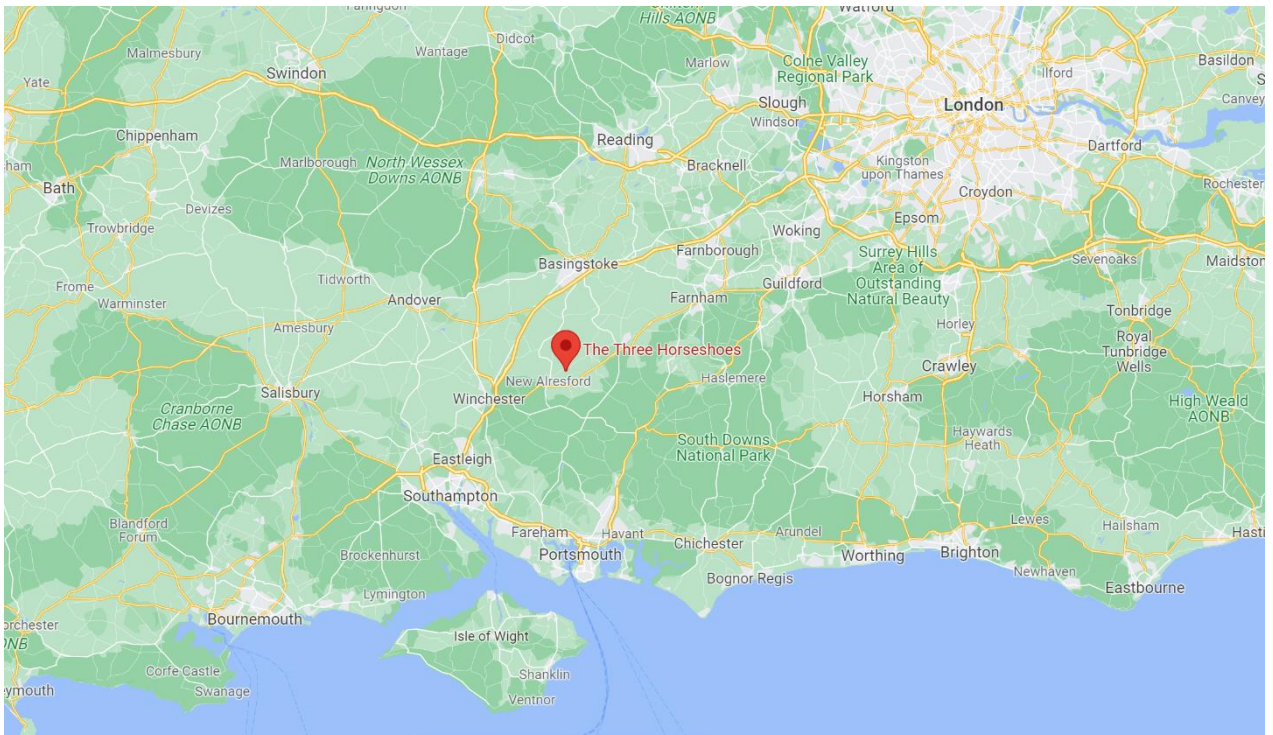 Watford
Hills AONB
Didcot
Wantage
Malmesbury
Marlow
Colne Valley
Regional Park
Ilford
Basildon
Yate
Swindon
Slough
London
Canvey
Windsor
Chippenham
Reading
Dartford
Marlborough
North Wessex
Downs AONB
Bracknell
Kingston
upon Thames
Rochester
Bath
Croydon
Devizes
Epsom
Trowbridge
Woking
Farnborough
Basingstoke
Surrey Hills
Area of
Outstanding
Natural Beauty
Sevenoaks
Maidston
Frome
Tidworth
Guildford
Warminster
Andover
Farnham
Tonbridge
Amesbury
Horley
Royal
Tunbridge
Wells
The Three Horseshoes
Crawley
New Alresford
Haslemere
Salisbury
Winchester
Horsham
High Weald
AONB
Cranborne
Chase AONB
South Downs
National Park
Haywards
Heath
Eastleigh
Southampton
Blandford
Forum
Fareham
Havant
Arundel
Lewes
Hailsham
Hasti
Brockenhurst
Portsmouth
Chichester
Worthing
Brighton
Bognor Regis
Newhaven
Eastbourne
Lymington
Bournemouth
orchester
Isle of Wight
Corfe Castle
Shanklin
Swanage
Ventnor
eymouth